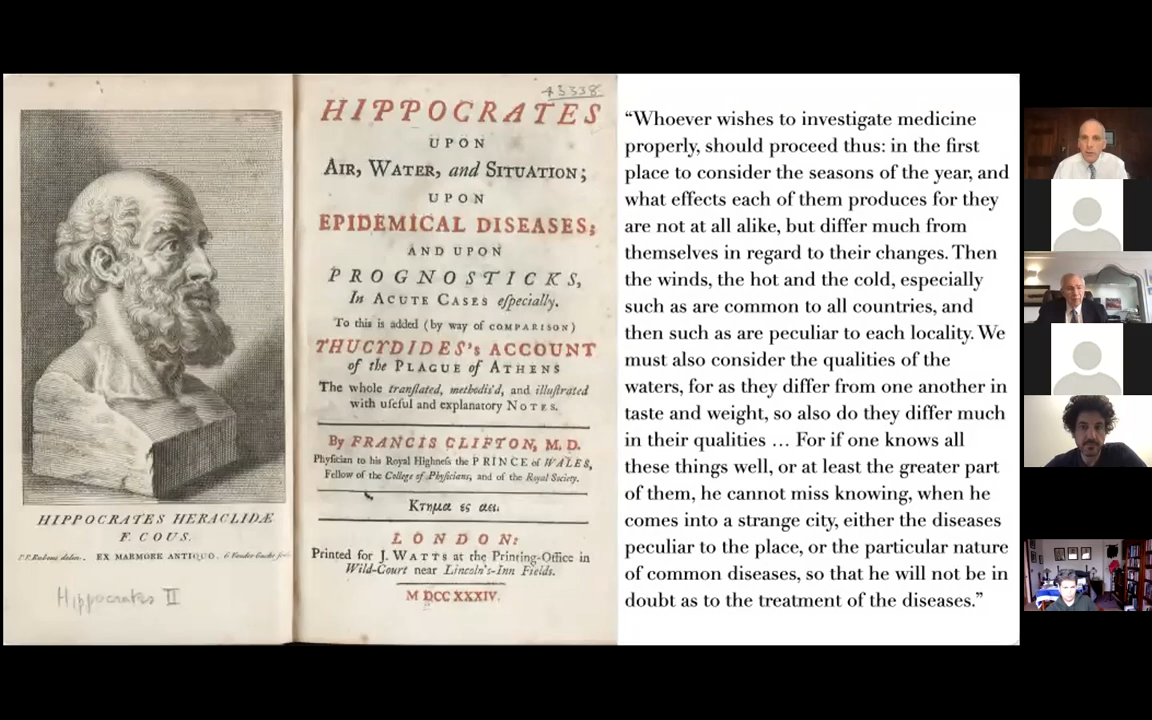 HIPPOCRATES HERACLIDÆ
F. COUS.
P.P. Rubens delin. EX MARMORE ANTIQUO.
Hippocrates II
43338
HIPPOCRATES
UPON
AIR, WATER, and SITUATION;
UPON
EPIDEMICAL DISEASES;
AND UPON
PROGNOSTICKS,
In ACUTE CASES eſpecially.
To this is added (by way of COMPARISON)
THUCYDIDES's ACCOUNT
of the PLAGUE of ATHENS
The whole tranſlated, methodis'd, and illuſtrated
with uſeful and explanatory NOTES.
By FRANCIS CLIFTON, M. D.
Phyſician to his Royal Highneſs the PRINCE of WALES,
Fellow of the College of Phyſicians, and of the Royal Society.
Κτημα ες αει.
LONDON:
Printed for J. WATTS at the Printing-Office in
Wild-Court near Lincoln's-Inn Fields.
MDCCXXXIV.
“Whoever wishes to investigate medicine
properly, should proceed thus: in the first
place to consider the seasons of the year, and
what effects each of them produces for they
are not at all alike, but differ much from
themselves in regard to their changes. Then
the winds, the hot and the cold, especially
such as are common to all countries, and
then such as are peculiar to each locality. We
must also consider the qualities of the
waters, for as they differ from one another in
taste and weight, so also do they differ much
in their qualities … For if one knows all
these things well, or at least the greater part
of them, he cannot miss knowing, when he
comes into a strange city, either the diseases
peculiar to the place, or the particular nature
of common diseases, so that he will not be in
doubt as to the treatment of the diseases.”